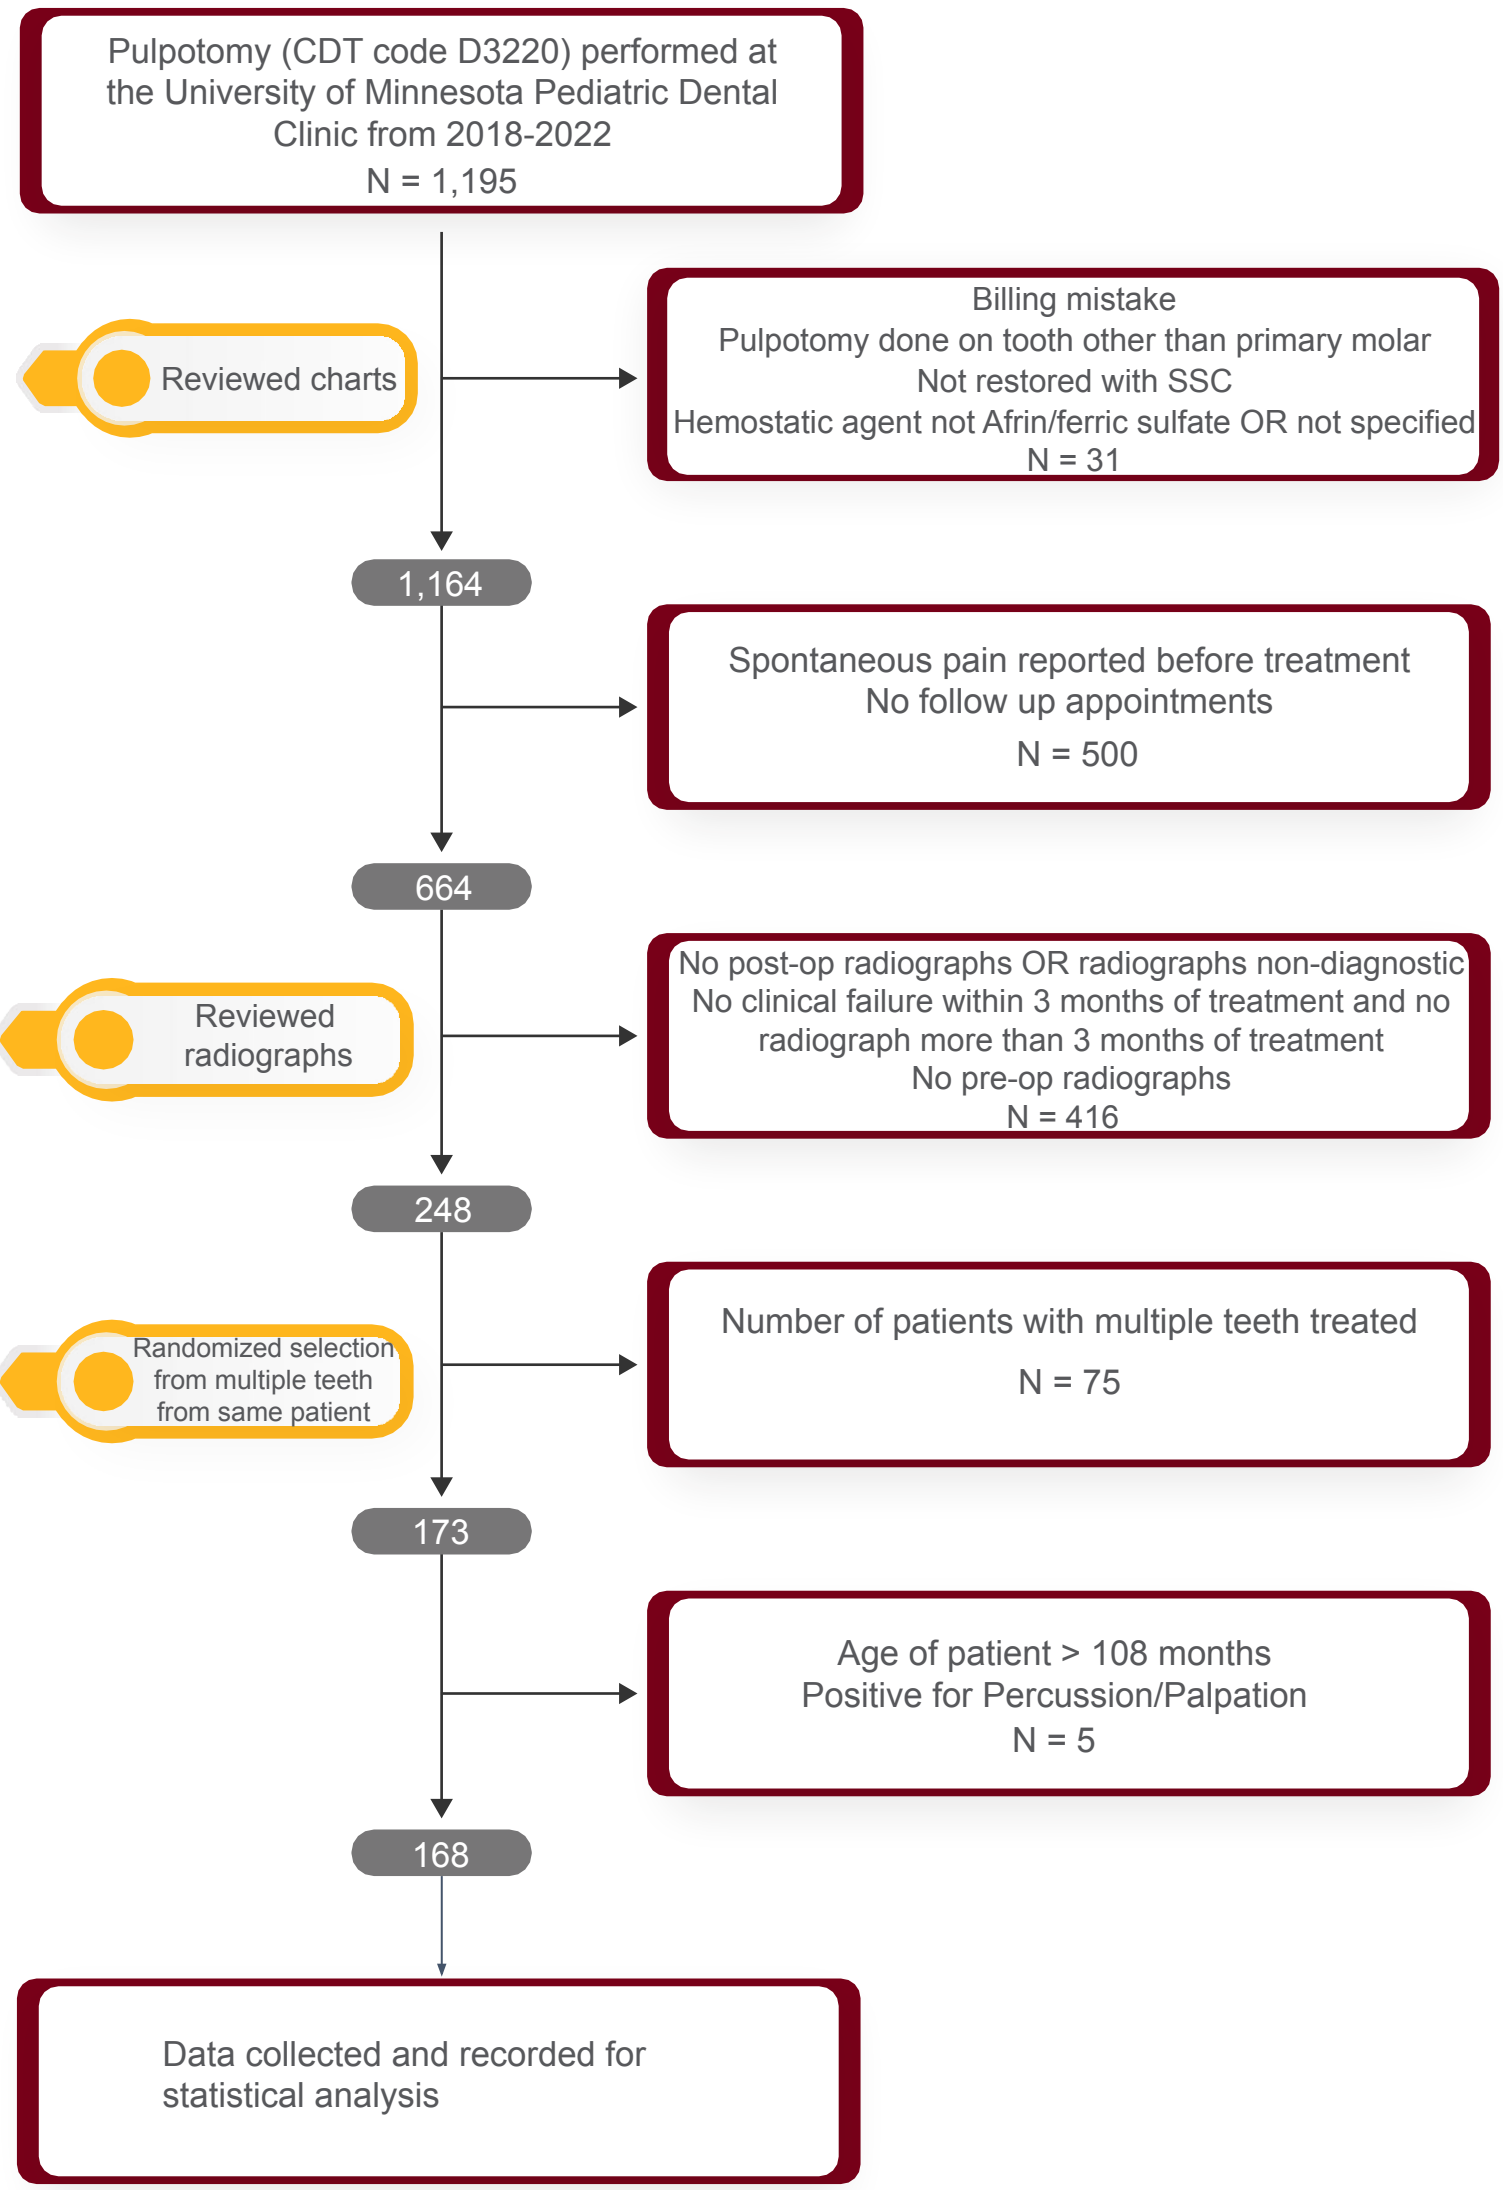 Pulpotomy (CDT code D3220) performed at
the University of Minnesota Pediatric Dental
Clinic from 2018-2022
N = 1,195
Reviewed charts
Billing mistake
Pulpotomy done on tooth other than primary molar
Not restored with SSC
Hemostatic agent not Afrin/ferric sulfate OR not specified
N = 31
1,164
Spontaneous pain reported before treatment
No follow up appointments
N = 500
664
Reviewed
radiographs
No post-op radiographs OR radiographs non-diagnostic
No clinical failure within 3 months of treatment and no
radiograph more than 3 months of treatment
No pre-op radiographs
N = 416
248
Randomized selection
from multiple teeth
from same patient
Number of patients with multiple teeth treated
N = 75
173
Age of patient > 108 months
Positive for Percussion/Palpation
N = 5
168
Data collected and recorded for
statistical analysis